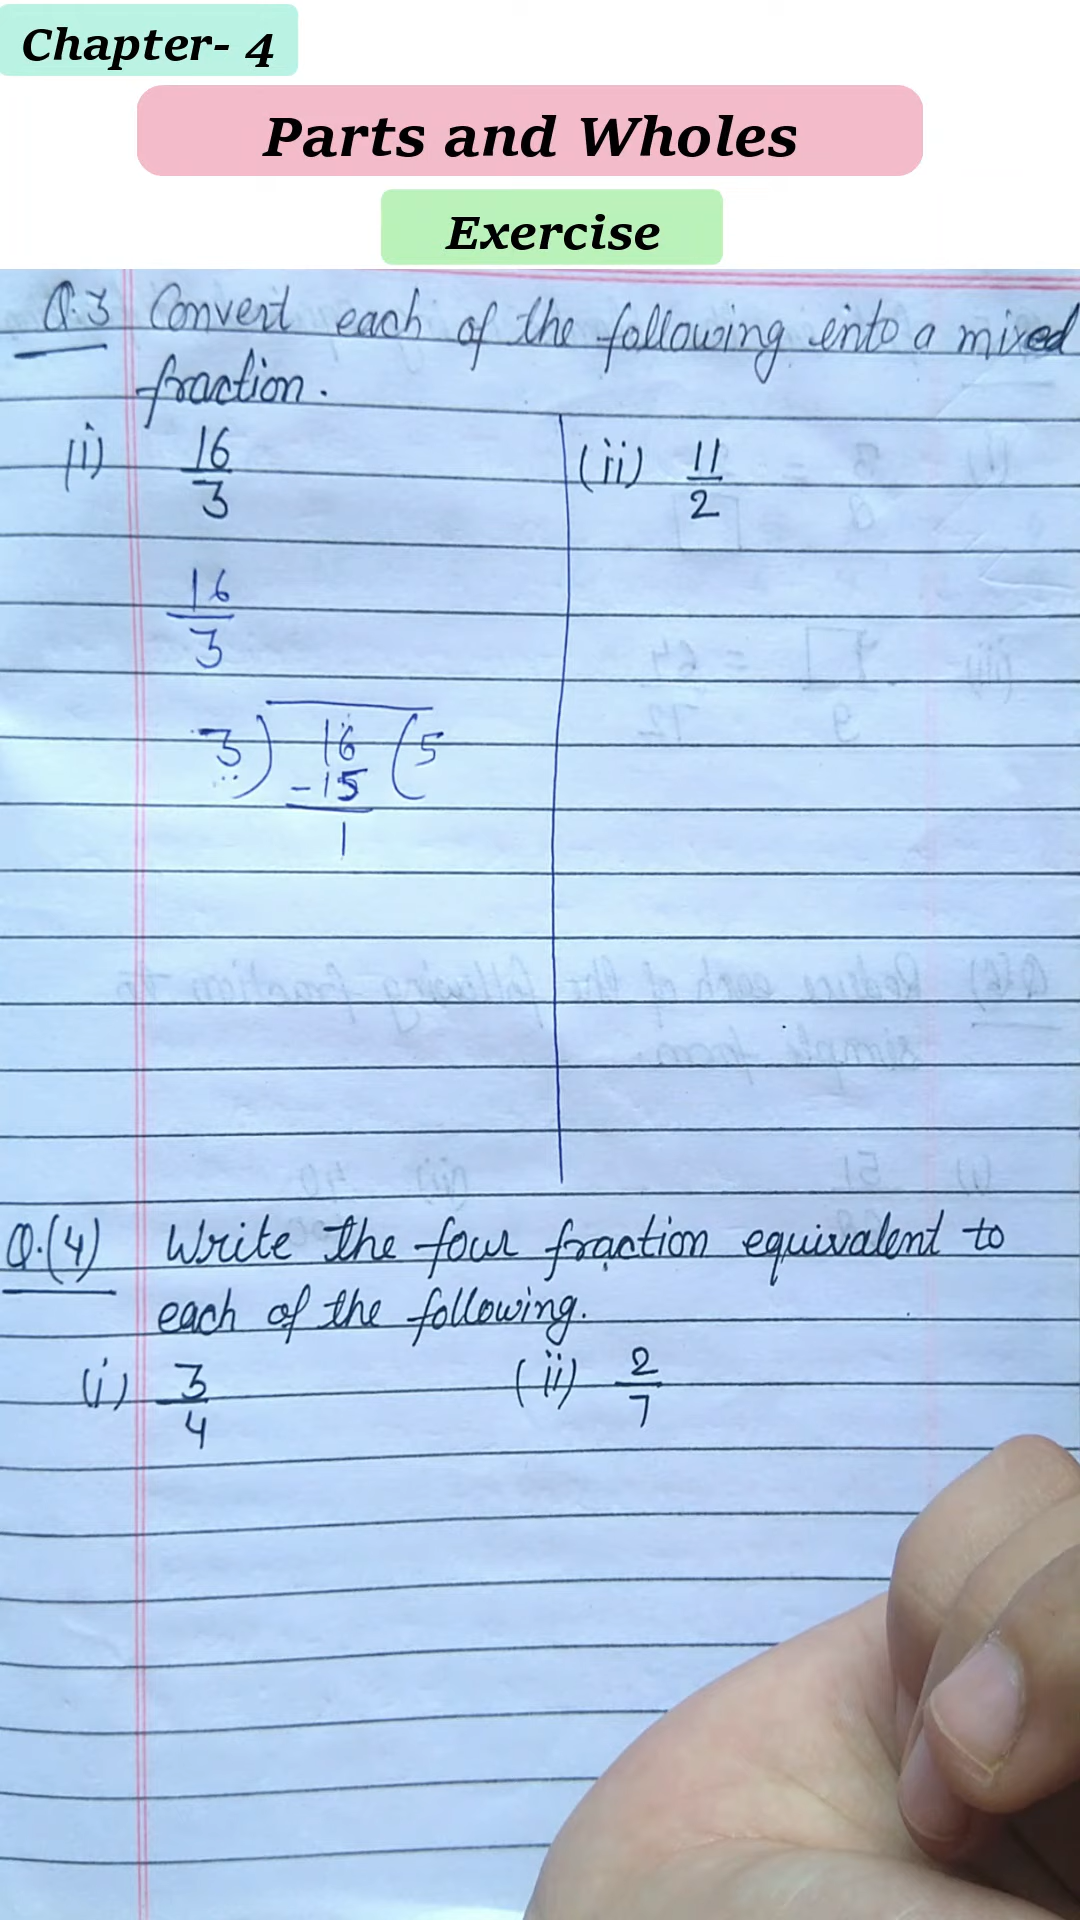 Chapter- 4
Parts and Wholes
Exercise
Q.3 Convert each of the following into a mixed
fraction.
(i) 16/3 (ii) 11/2
16/3
3) 16 (5
-15
1
Q.(4) Write the four fraction equivalent to
each of the following.
(i) 3/4 (ii) 2/7